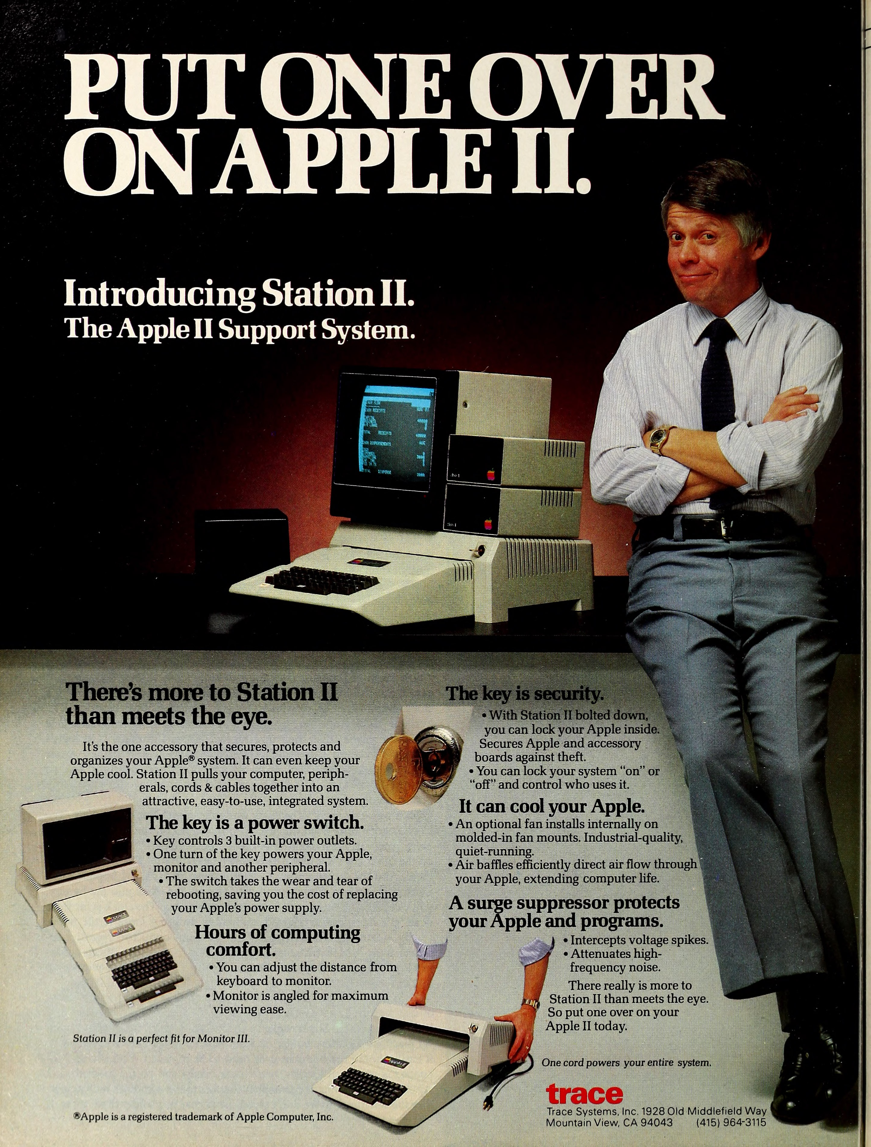 PUT ONE OVER
ON APPLE II.
Introducing Station II.
The Apple II Support System.
There's more to Station II
than meets the eye.
It's the one accessory that secures, protects and
organizes your Apple® system. It can even keep your
Apple cool. Station II pulls your computer, periph-
erals, cords & cables together into an
attractive, easy-to-use, integrated system.
The key is a power switch.
• Key controls 3 built-in power outlets.
• One turn of the key powers your Apple,
monitor and another peripheral.
• The switch takes the wear and tear of
rebooting, saving you the cost of replacing
your Apple's power supply.
Hours of computing
comfort.
• You can adjust the distance from
keyboard to monitor.
• Monitor is angled for maximum
viewing ease.
Station II is a perfect fit for Monitor III.
®Apple is a registered trademark of Apple Computer, Inc.
The key is security.
• With Station II bolted down,
you can lock your Apple inside.
Secures Apple and accessory
boards against theft.
• You can lock your system "on" or
"off" and control who uses it.
It can cool your Apple.
• An optional fan installs internally on
molded-in fan mounts. Industrial-quality,
quiet-running.
• Air baffles efficiently direct air flow through
your Apple, extending computer life.
A surge suppressor protects
your Apple and programs.
• Intercepts voltage spikes.
• Attenuates high-
frequency noise.
There really is more to
Station II than meets the eye.
So put one over on your
Apple II today.
One cord powers your entire system.
trace
Trace Systems, Inc. 1928 Old Middlefield Way
Mountain View, CA 94043 (415) 964-3115